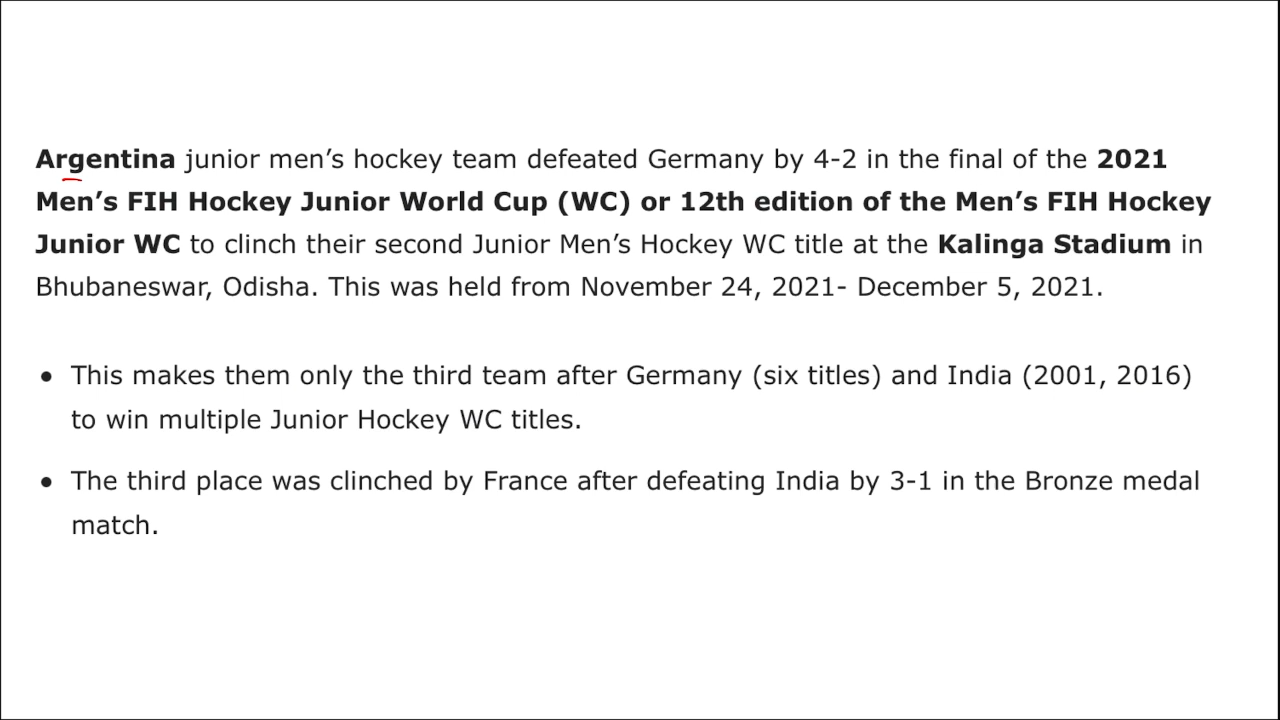 Argentina junior men’s hockey team defeated Germany by 4-2 in the final of the 2021
Men’s FIH Hockey Junior World Cup (WC) or 12th edition of the Men’s FIH Hockey
Junior WC to clinch their second Junior Men’s Hockey WC title at the Kalinga Stadium in
Bhubaneswar, Odisha. This was held from November 24, 2021- December 5, 2021.
• This makes them only the third team after Germany (six titles) and India (2001, 2016)
to win multiple Junior Hockey WC titles.
• The third place was clinched by France after defeating India by 3-1 in the Bronze medal
match.